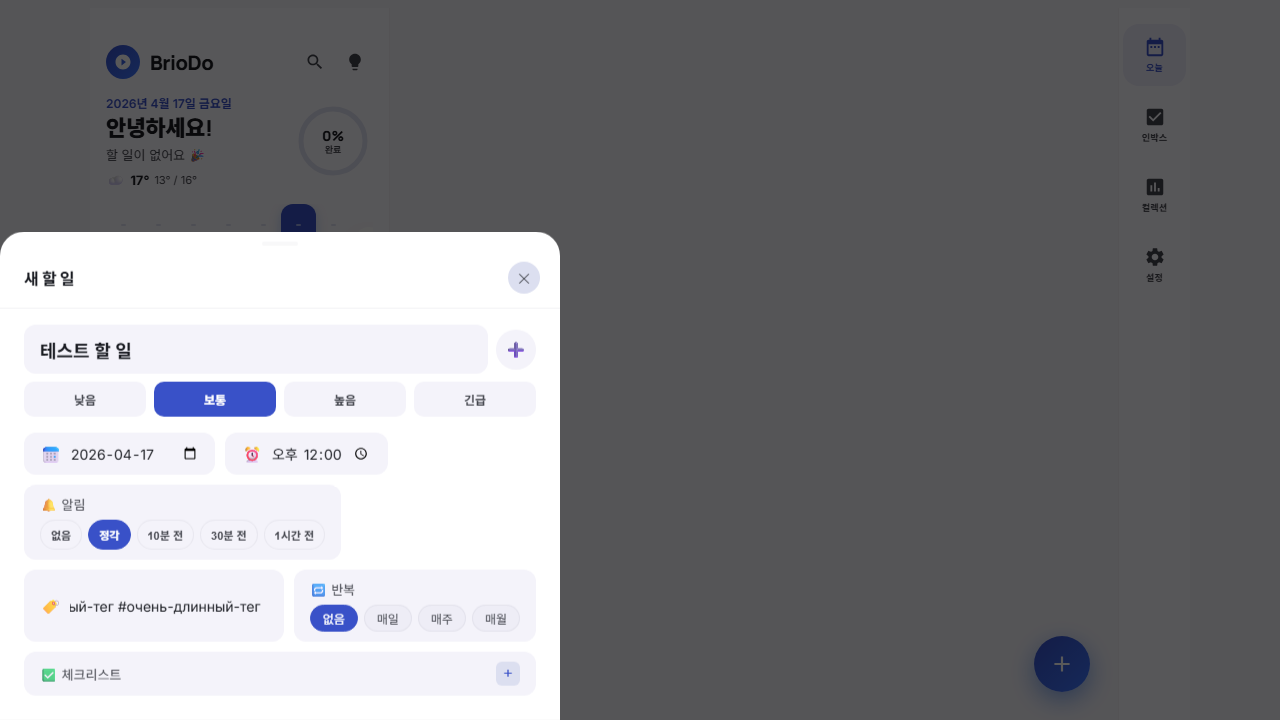 BrioDo
2026년 4월 17일 금요일
안녕하세요!
할 일이 없어요 🎉
17° 13° / 16°
0%
완료
오늘
인박스
컬렉션
설정
새 할 일
테스트 할 일
낮음 보통 높음 긴급
2026-04-17 오후 12:00
알림
없음 정각 10분 전 30분 전 1시간 전
ый-тег #очень-длинный-тег
반복
없음 매일 매주 매월
체크리스트